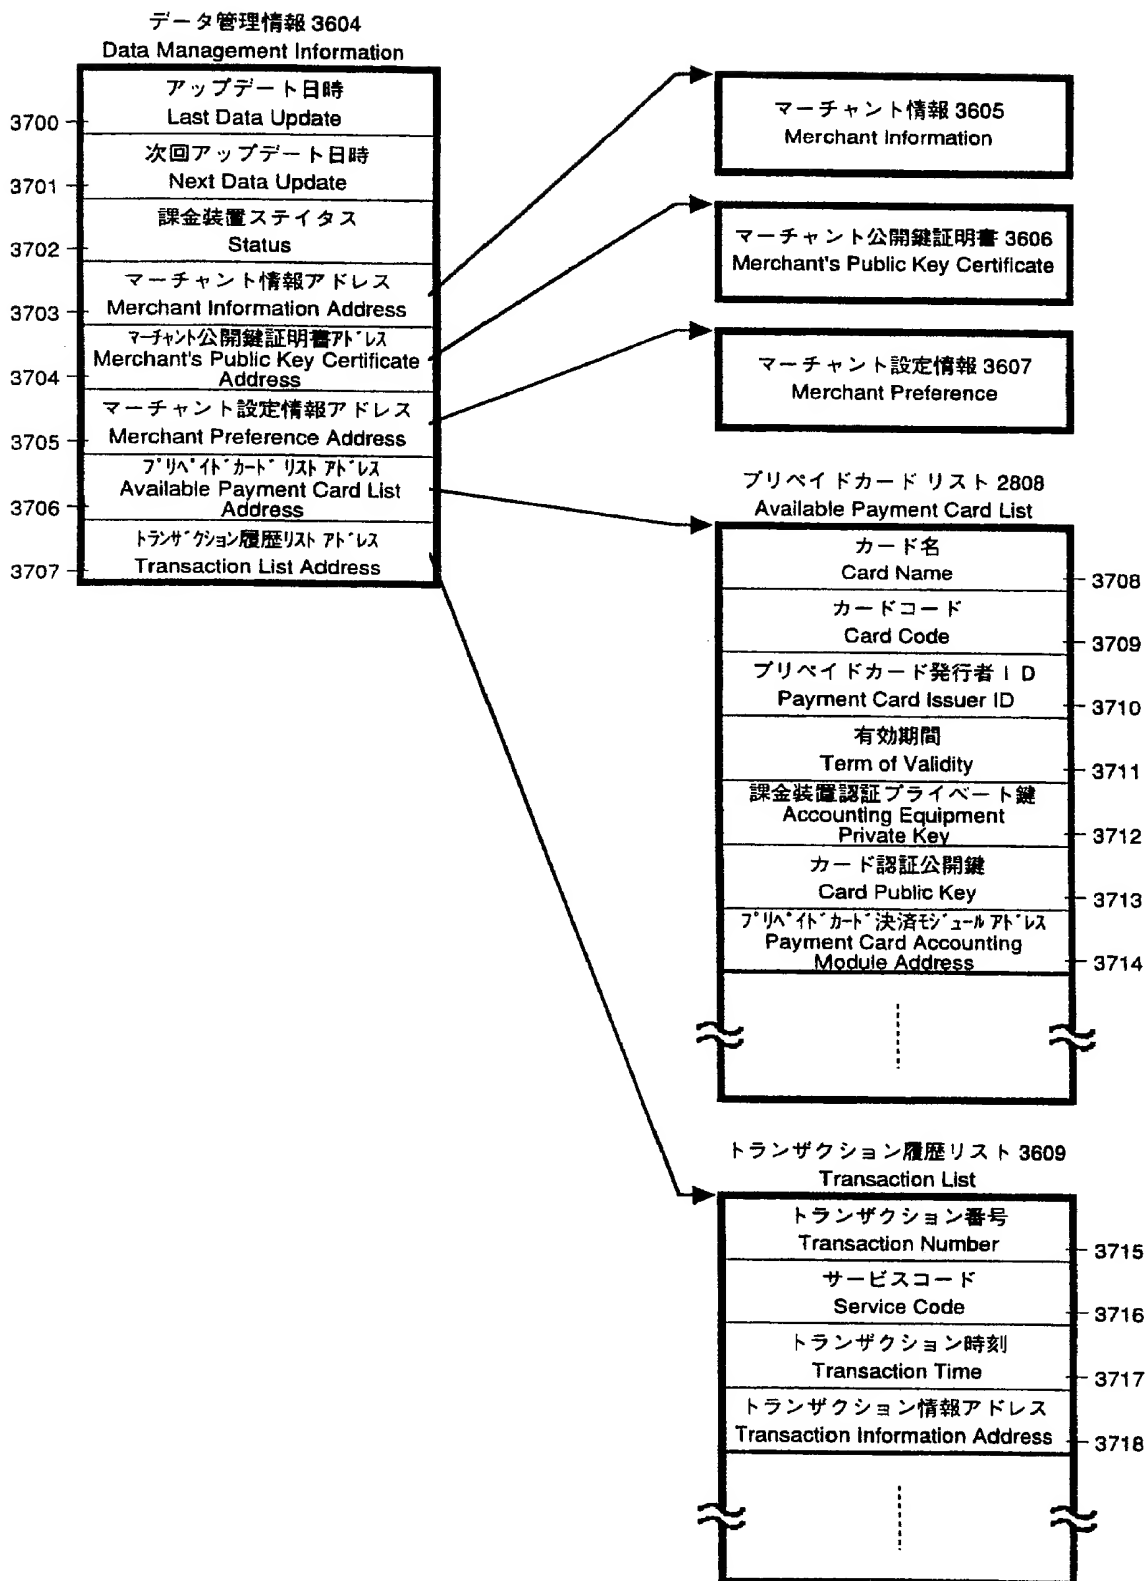 データ管理情報 3604
Data Management Information
アップデート日時
Last Data Update
3700
次回アップデート日時
Next Data Update
3701
課金装置ステイタス
Status
3702
マーチャント情報アドレス
Merchant Information Address
3703
マーチャント公開鍵証明書アドレス
Merchant's Public Key Certificate
Address
3704
マーチャント設定情報アドレス
Merchant Preference Address
3705
プリペイドカード リスト アドレス
Available Payment Card List
Address
3706
トランザクション履歴リスト アドレス
Transaction List Address
3707
マーチャント情報 3605
Merchant Information
マーチャント公開鍵証明書 3606
Merchant's Public Key Certificate
マーチャント設定情報 3607
Merchant Preference
プリペイドカード リスト 2808
Available Payment Card List
カード名
Card Name
3708
カードコード
Card Code
3709
プリペイドカード発行者ID
Payment Card Issuer ID
3710
有効期間
Term of Validity
3711
課金装置認証プライベート鍵
Accounting Equipment
Private Key
3712
カード認証公開鍵
Card Public Key
3713
プリペイドカード決済モジュールアドレス
Payment Card Accounting
Module Address
3714
トランザクション履歴リスト 3609
Transaction List
トランザクション番号
Transaction Number
3715
サービスコード
Service Code
3716
トランザクション時刻
Transaction Time
3717
トランザクション情報アドレス
Transaction Information Address
3718